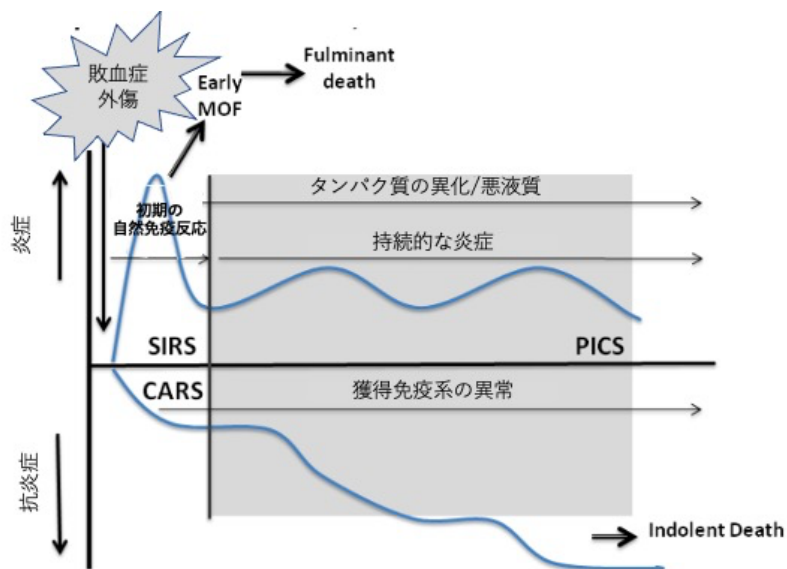 敗血症
外傷
Early
MOF
Fulminant
death
タンパク質の異化/悪液質
初期の
自然免疫反応
持続的な炎症
炎症
SIRS
PICS
CARS
獲得免疫系の異常
抗炎症
Indolent Death